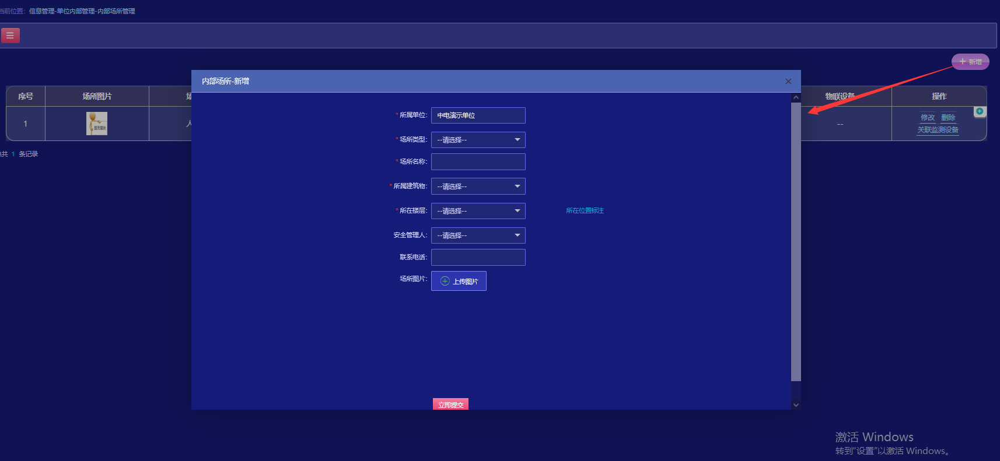 当前位置: 信息管理-单位内部管理-内部场所管理
新增
内部场所-新增
序号 场所图片 物联设备 操作
1 暂无图片 -- 修改 删除
关联监测设备
共 1 条记录
*所属单位: 中电演示单位
*场所类型: --请选择--
*场所名称:
*所属建筑物: --请选择--
*所在楼层: --请选择-- 所在位置标注
安全管理人: --请选择--
联系电话:
场所图片: 上传图片
立即提交
激活 Windows
转到“设置”以激活 Windows。